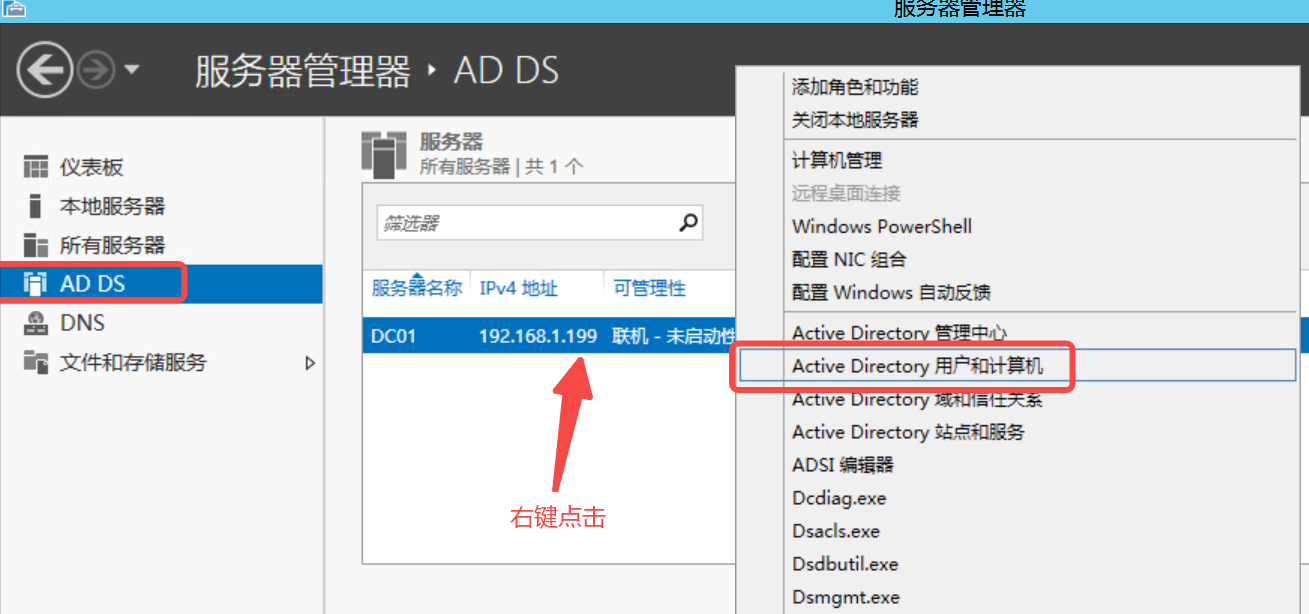 服务器管理器
服务器管理器 ‣ AD DS
仪表板
本地服务器
所有服务器
AD DS
DNS
文件和存储服务
服务器
所有服务器 | 共 1 个
筛选器
服务器名称 IPv4 地址 可管理性
DC01 192.168.1.199 联机 - 未启动性
右键点击
添加角色和功能
关闭本地服务器
计算机管理
远程桌面连接
Windows PowerShell
配置 NIC 组合
配置 Windows 自动反馈
Active Directory 管理中心
Active Directory 用户和计算机
Active Directory 域和信任关系
Active Directory 站点和服务
ADSI 编辑器
Dcdiag.exe
Dsacls.exe
Dsdbutil.exe
Dsmgmt.exe